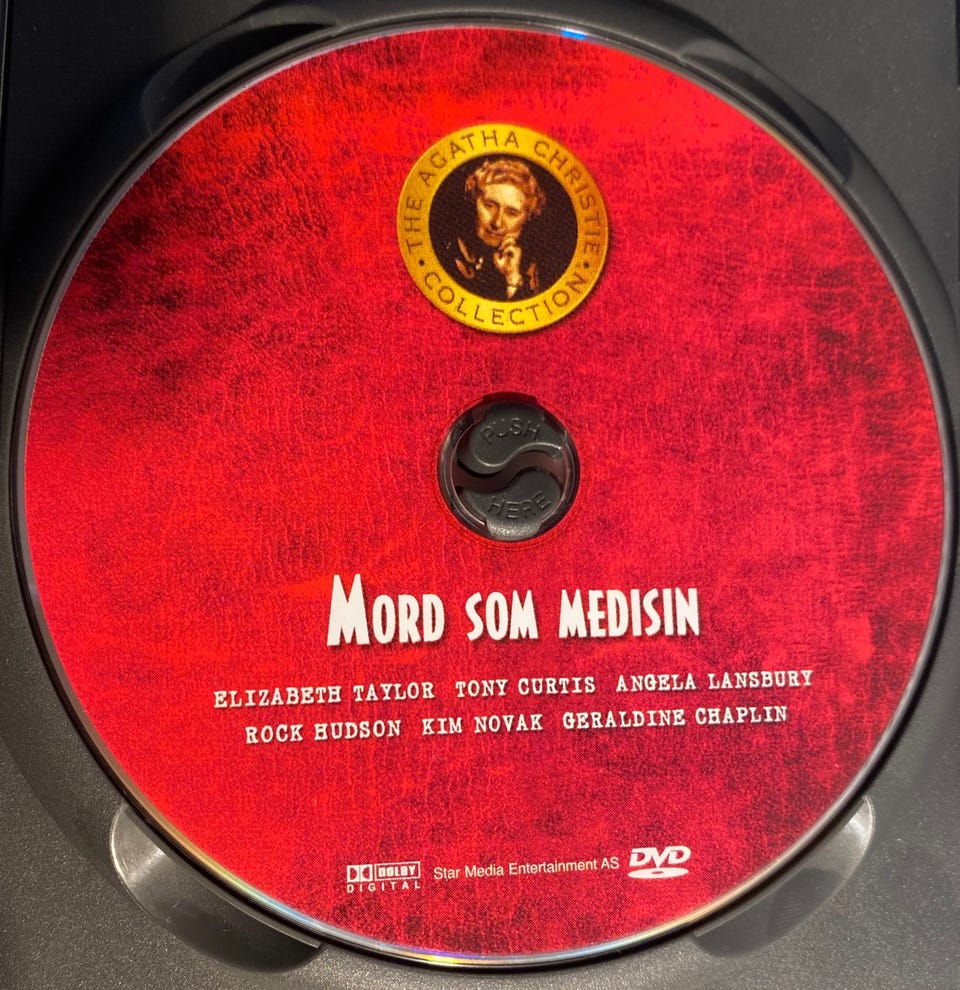 THE AGATHA CHRISTIE
COLLECTION
PUSH
HERE
MORD SOM MEDISIN
ELIZABETH TAYLOR TONY CURTIS ANGELA LANSBURY
ROCK HUDSON KIM NOVAK GERALDINE CHAPLIN
DOLBY
DIGITAL
Star Media Entertainment AS
DVD